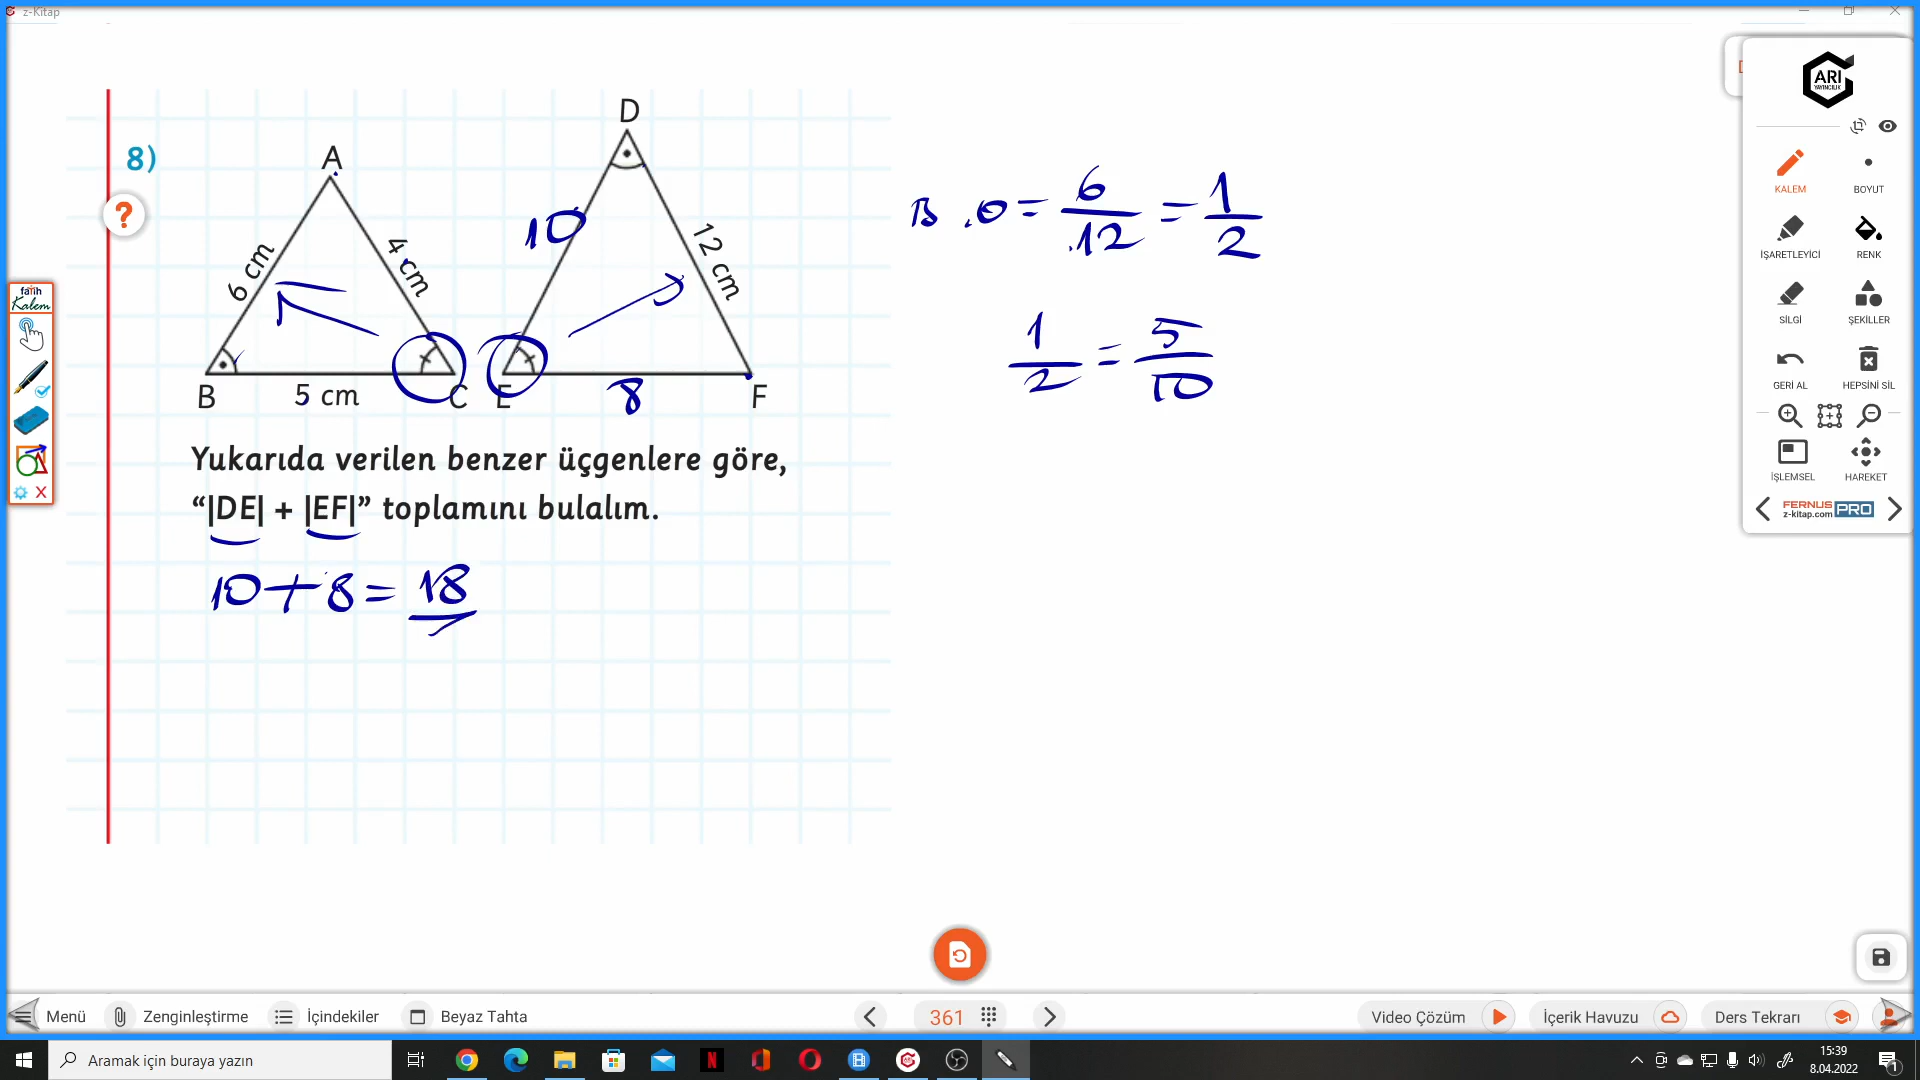 z-Kitap
8)
?
A
D
6 cm
4 cm
10
12 cm
B
5 cm
C
E
8
F
Yukarıda verilen benzer üçgenlere göre,
“|DE| + |EF|” toplamını bulalım.
10+8=18
B.O = 6/12 = 1/2
1/2 = 5/10
fatih
Kalem
X
ARI
YAYINCILIK
KALEM
BOYUT
İŞARETLEYİCİ
RENK
SİLGİ
ŞEKİLLER
GERİ AL
HEPSİNİ SİL
İŞLEMSEL
HAREKET
FERNUS
z-kitap.com PRO
Menü
Zenginleştirme
İçindekiler
Beyaz Tahta
361
Video Çözüm
İçerik Havuzu
Ders Tekrarı
Aramak için buraya yazın
N
15:39
8.04.2022
1